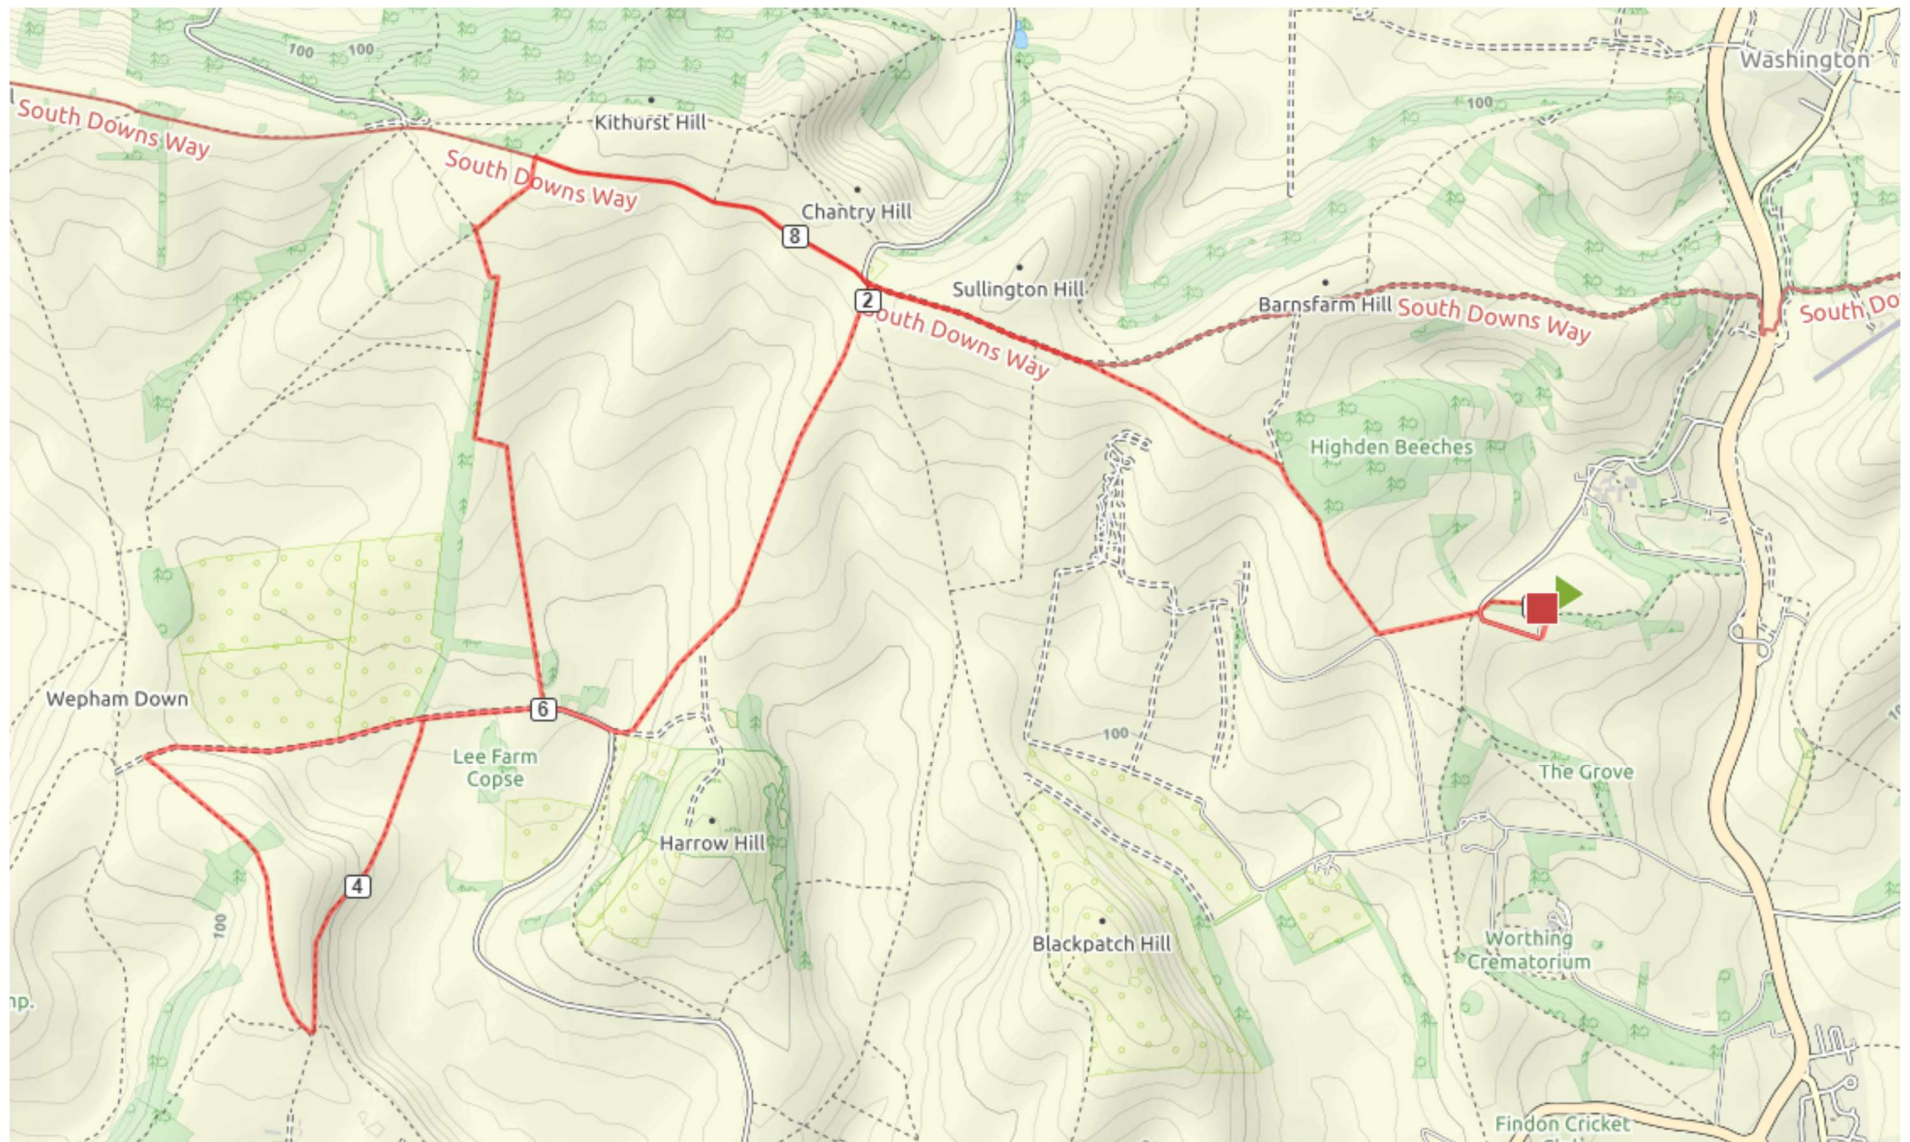 100
100
Washington
South Downs Way
Kithurst Hill
100
South Downs Way
Chantry Hill
8
Sullington Hill
2
Barnsfarm Hill
South Downs Way
South Do
South Downs Way
Highden Beeches
Wepham Down
6
Lee Farm
Copse
100
The Grove
Harrow Hill
4
100
Blackpatch Hill
Worthing
Crematorium
Findon Cricket